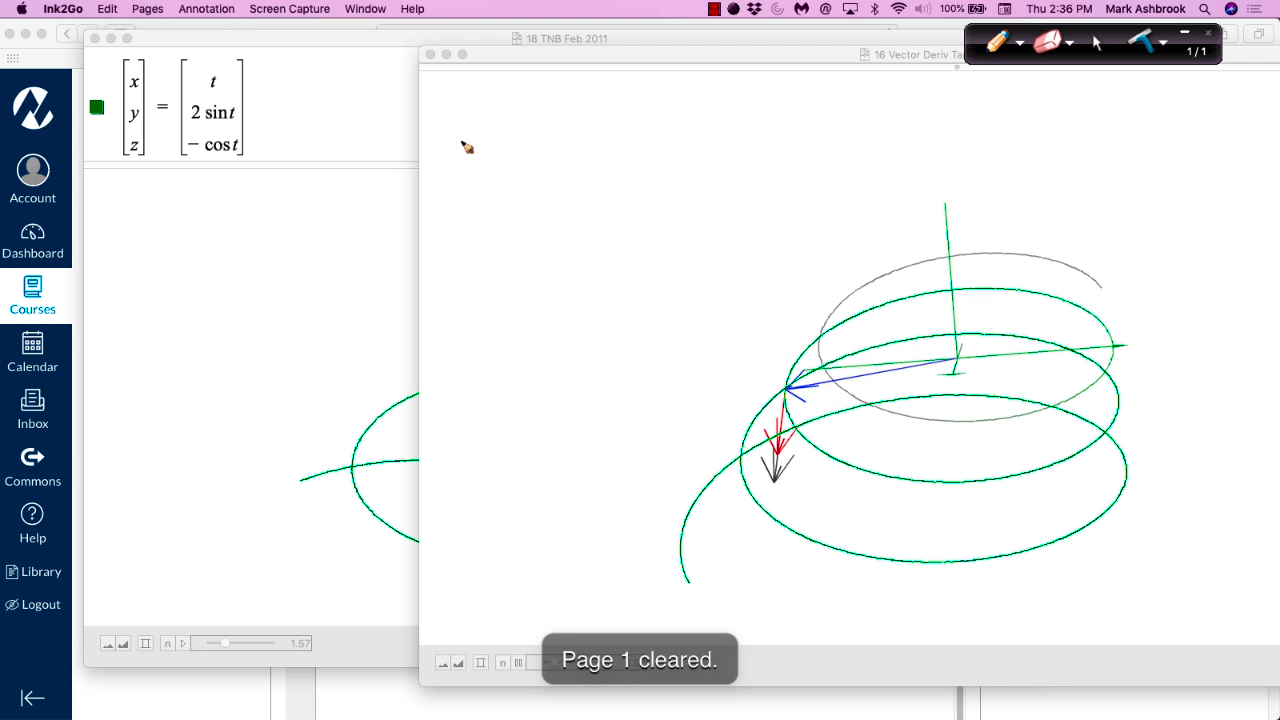 Ink2Go Edit Pages Annotation Screen Capture Window Help
100% Thu 2:36 PM Mark Ashbrook
18 TNB Feb 2011
16 Vector Deriv Ta
1 / 1
x
y
z
=
t
2 sin t
− cos t
Account
Dashboard
Courses
Calendar
Inbox
Commons
Help
Library
Logout
n 1.57
n
Page 1 cleared.